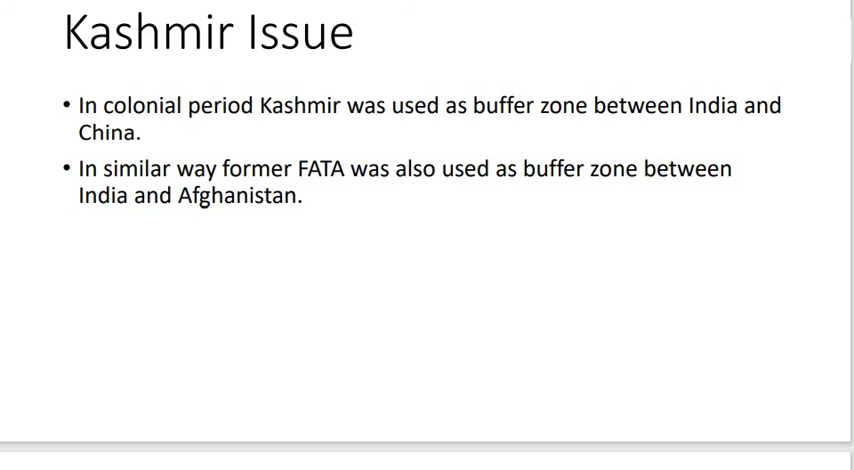 Kashmir Issue
• In colonial period Kashmir was used as buffer zone between India and
China.
• In similar way former FATA was also used as buffer zone between
India and Afghanistan.